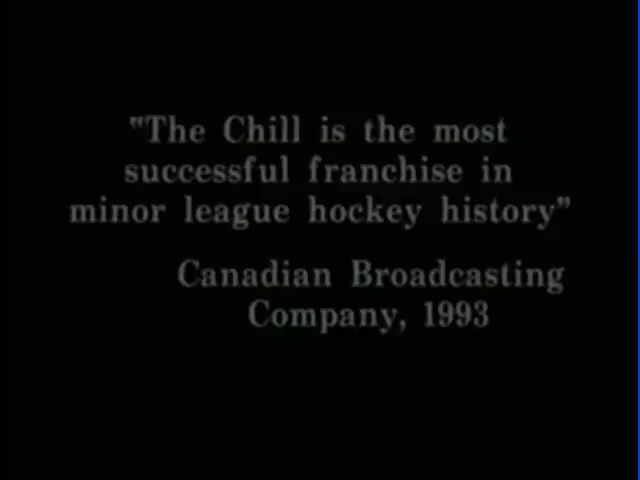 "The Chill is the most
successful franchise in
minor league hockey history"
Canadian Broadcasting
Company, 1993